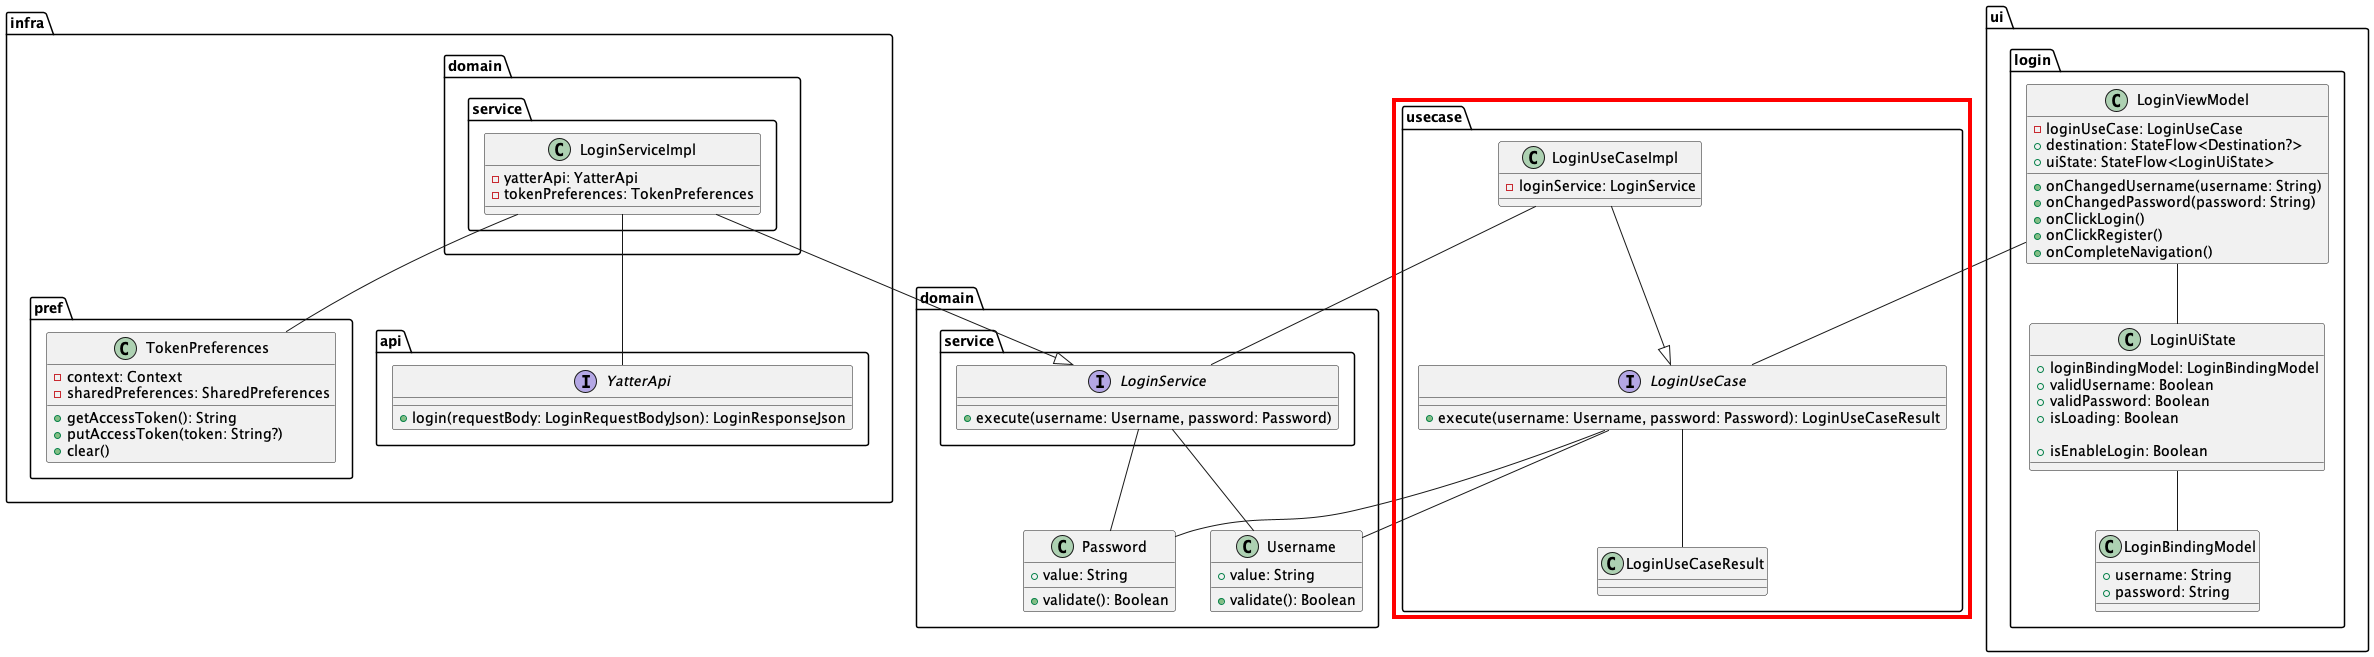 infra
domain
service
C LoginServiceImpl
yatterApi: YatterApi
tokenPreferences: TokenPreferences
pref
C TokenPreferences
context: Context
sharedPreferences: SharedPreferences
getAccessToken(): String
putAccessToken(token: String?)
clear()
api
I YatterApi
login(requestBody: LoginRequestBodyJson): LoginResponseJson
domain
service
I LoginService
execute(username: Username, password: Password)
C Password
value: String
validate(): Boolean
C Username
value: String
validate(): Boolean
usecase
C LoginUseCaseImpl
loginService: LoginService
I LoginUseCase
execute(username: Username, password: Password): LoginUseCaseResult
C LoginUseCaseResult
ui
login
C LoginViewModel
loginUseCase: LoginUseCase
destination: StateFlow<Destination?>
uiState: StateFlow<LoginUiState>
onChangedUsername(username: String)
onChangedPassword(password: String)
onClickLogin()
onClickRegister()
onCompleteNavigation()
C LoginUiState
loginBindingModel: LoginBindingModel
validUsername: Boolean
validPassword: Boolean
isLoading: Boolean
isEnableLogin: Boolean
C LoginBindingModel
username: String
password: String